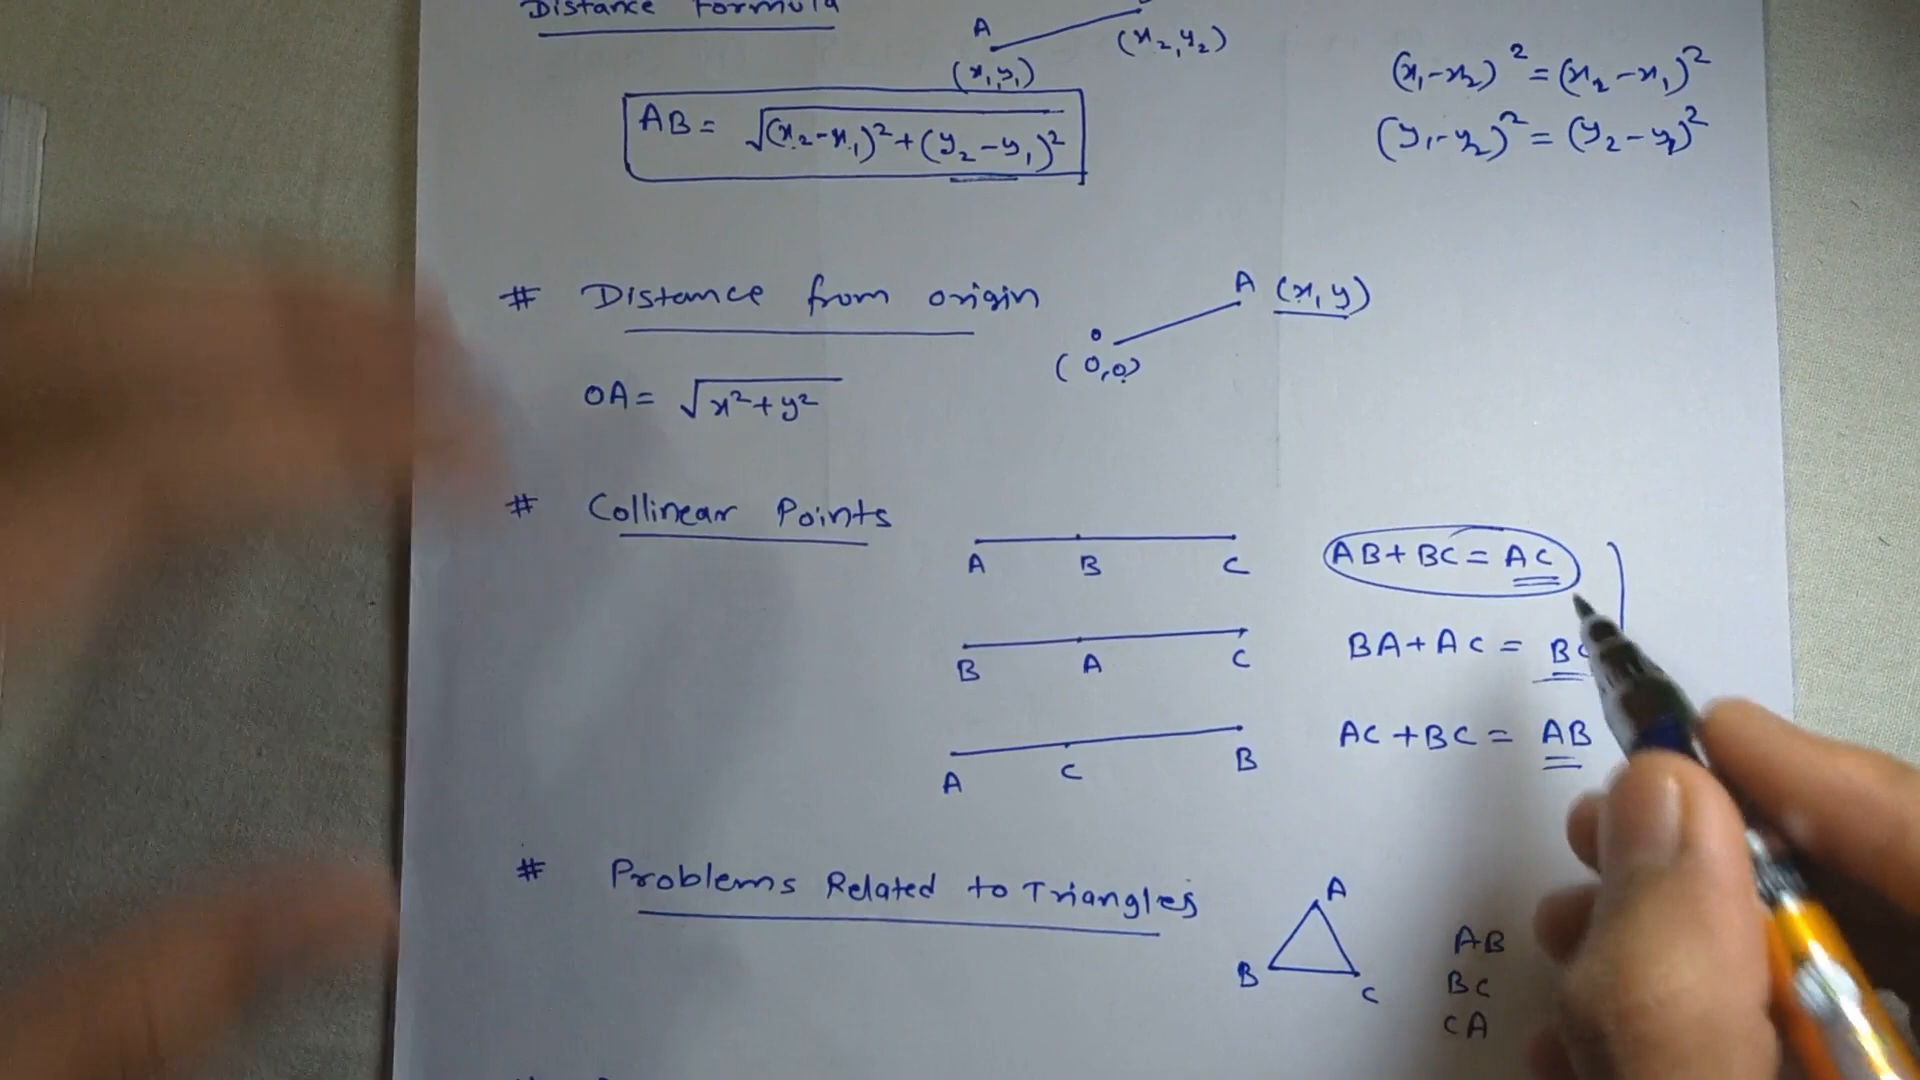 Distance Formula
A
(x₁,y₁)
(x₂,y₂)
(x₁-x₂)² = (x₂-x₁)²
(y₁-y₂)² = (y₂-y₁)²
AB = √(x₂-x₁)²+(y₂-y₁)²
# Distance from origin
A (x,y)
O
(0,0)
OA = √x²+y²
# Collinear Points
A B C
AB+BC = AC
B A C
BA+AC = BC
A C B
AC+BC = AB
# Problems Related to Triangles
A
B
C
AB
BC
CA